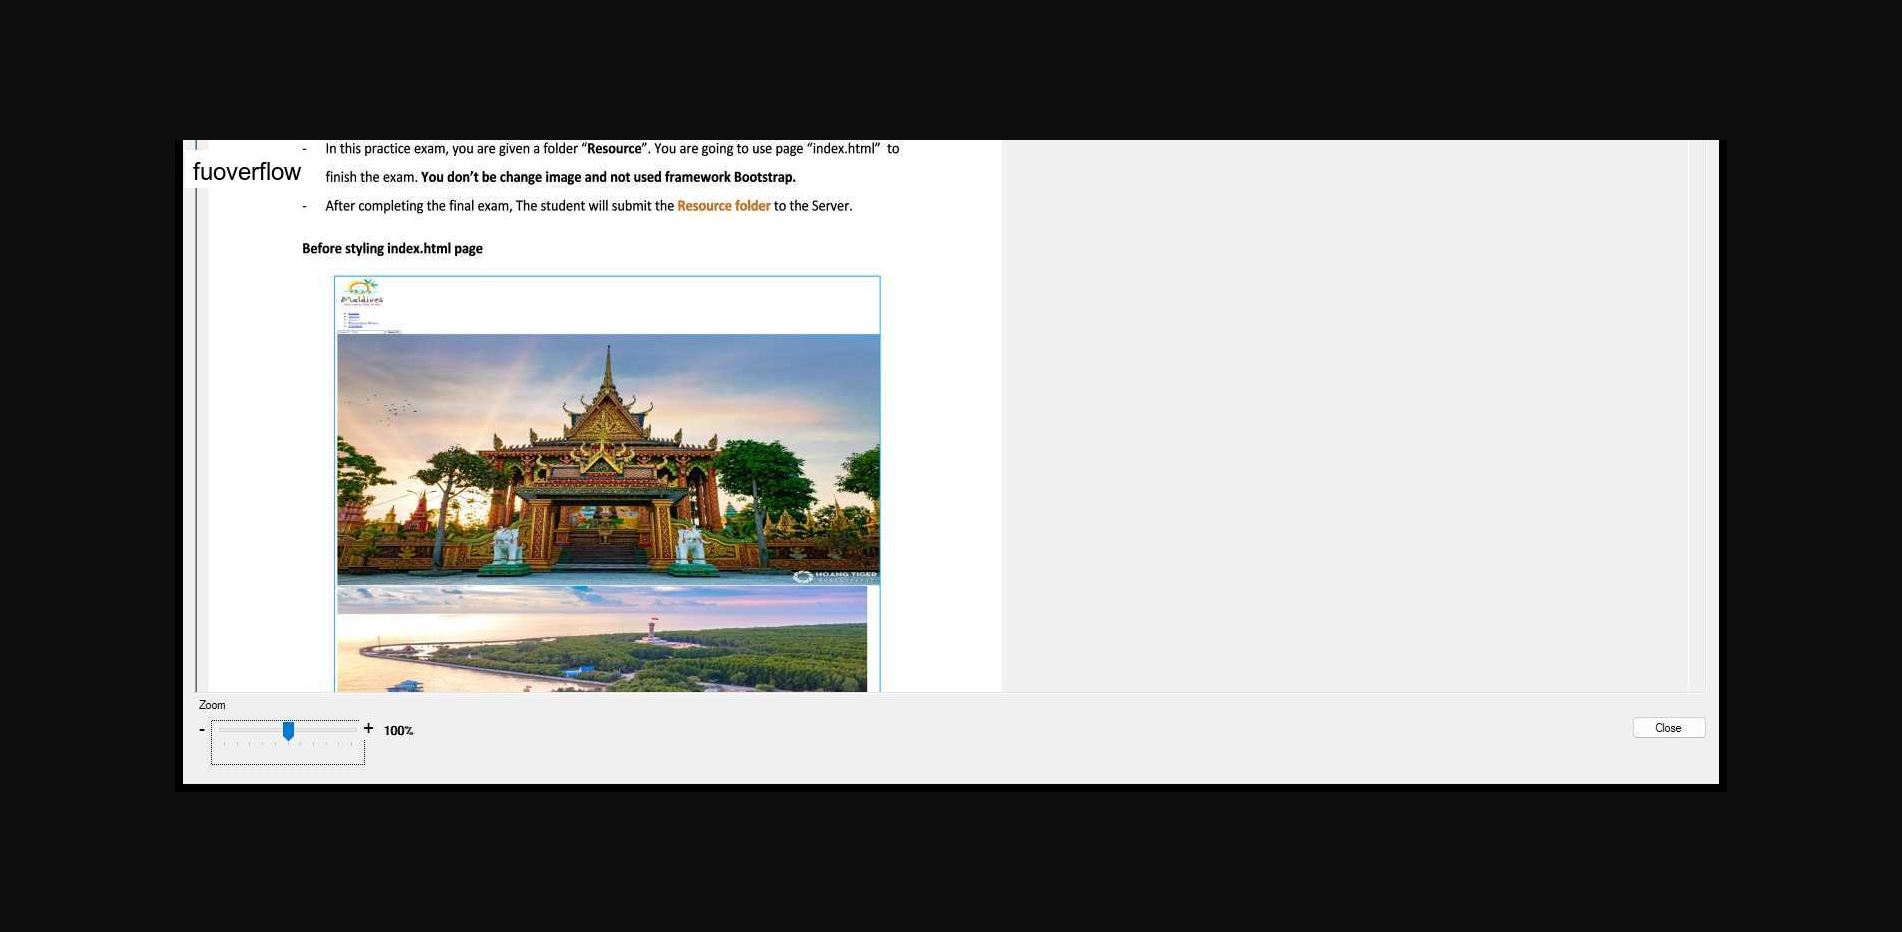 - In this practice exam, you are given a folder “Resource”. You are going to use page “index.html” to
fuoverflow
finish the exam. You don’t be change image and not used framework Bootstrap.
- After completing the final exam, The student will submit the Resource folder to the Server.
Before styling index.html page
Maldives
HOANG TIGER
Zoom
- + 100%
Close